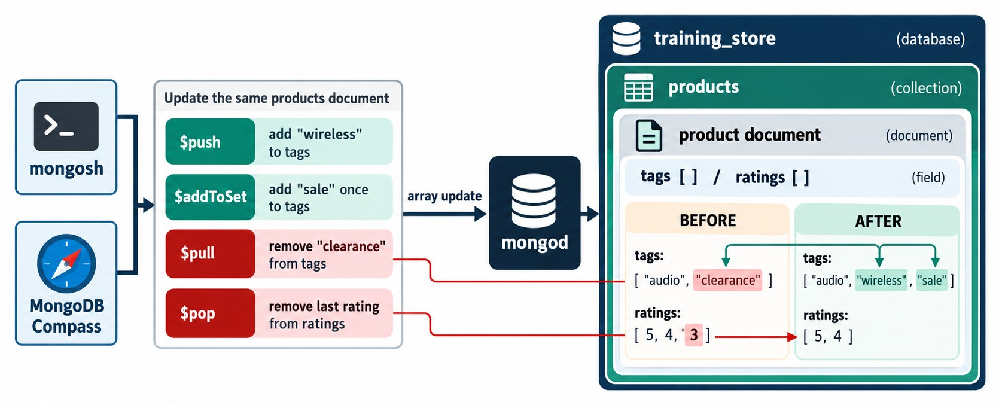 mongosh
MongoDB
Compass
Update the same products document
$push
add "wireless"
to tags
$addToSet
add "sale" once
to tags
$pull
remove "clearance"
from tags
$pop
remove last rating
from ratings
array update
mongod
training_store (database)
products (collection)
product document (document)
tags [ ] / ratings [ ] (field)
BEFORE
tags:
[ "audio", "clearance" ]
ratings:
[ 5, 4, 3 ]
AFTER
tags:
[ "audio", "wireless", "sale" ]
ratings:
[ 5, 4 ]